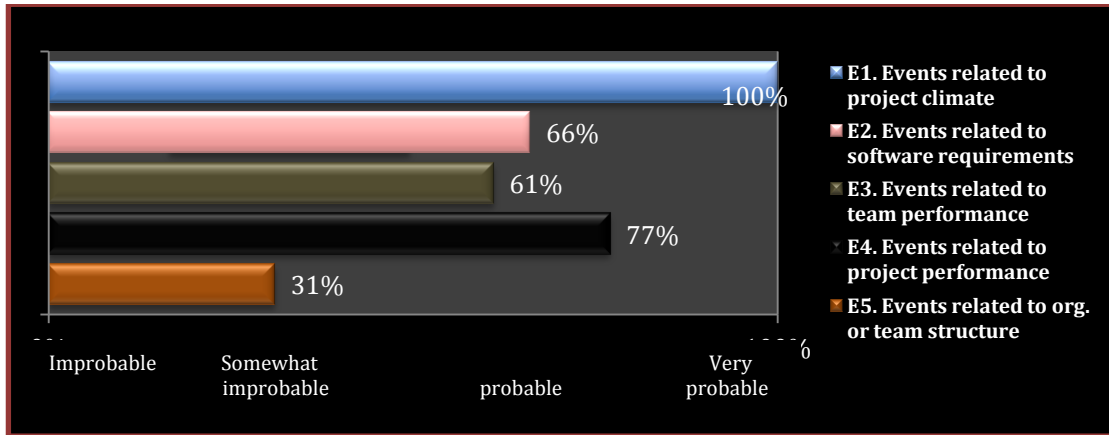 100%
66%
61%
77%
31%
E1. Events related to
project climate
E2. Events related to
software requirements
E3. Events related to
team performance
E4. Events related to
project performance
E5. Events related to org.
or team structure
Improbable
Somewhat
improbable
probable
Very
probable